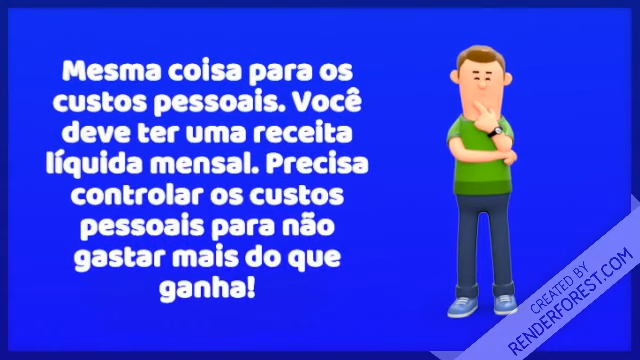 Mesma coisa para os
custos pessoais. Você
deve ter uma receita
líquida mensal. Precisa
controlar os custos
pessoais para não
gastar mais do que
ganha!
CREATED BY
RENDERFOREST.COM